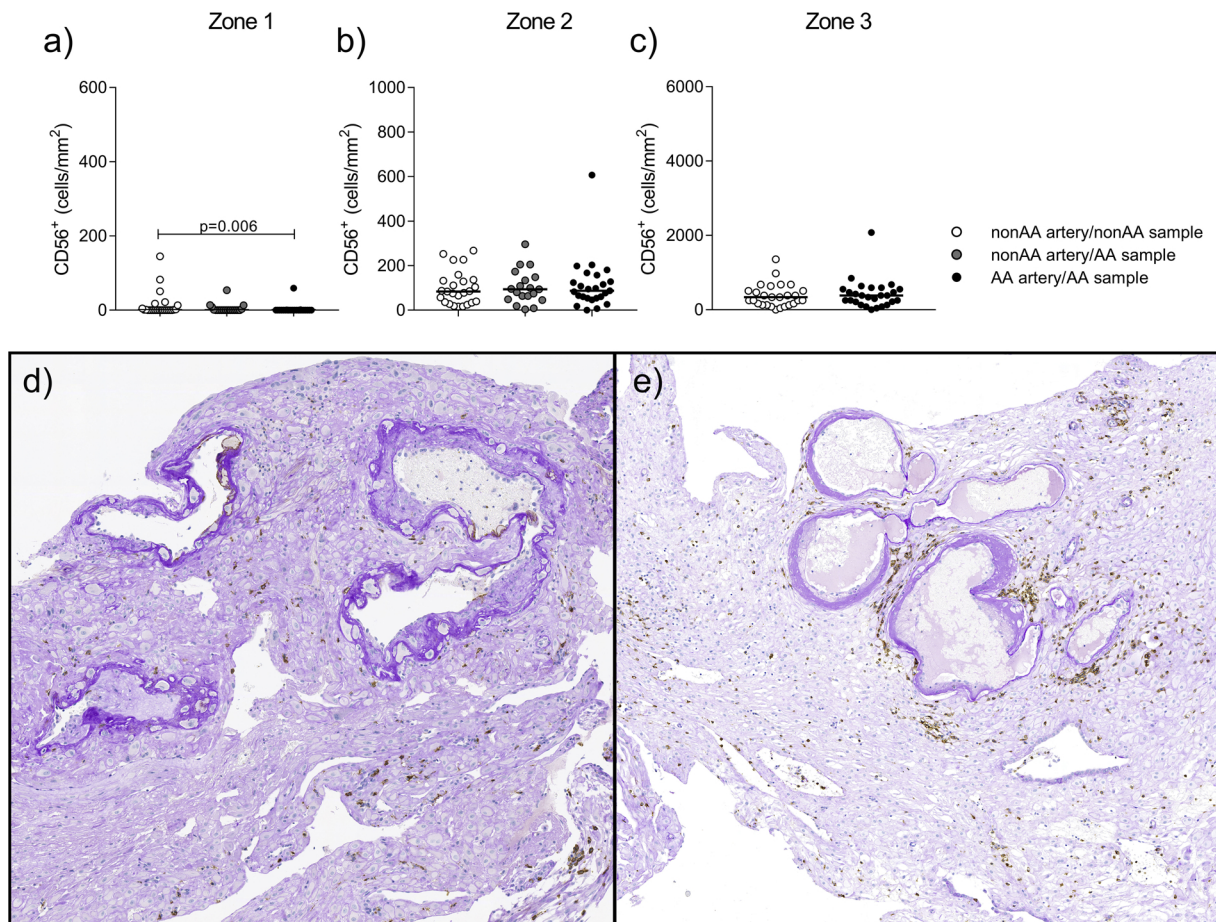 Zone 1
Zone 2
Zone 3
a)
b)
c)
600
400
200
0
CD56+ (cells/mm2)
p=0.006
1000
800
600
400
200
0
CD56+ (cells/mm2)
6000
4000
2000
0
CD56+ (cells/mm2)
nonAA artery/nonAA sample
nonAA artery/AA sample
AA artery/AA sample
d)
e)